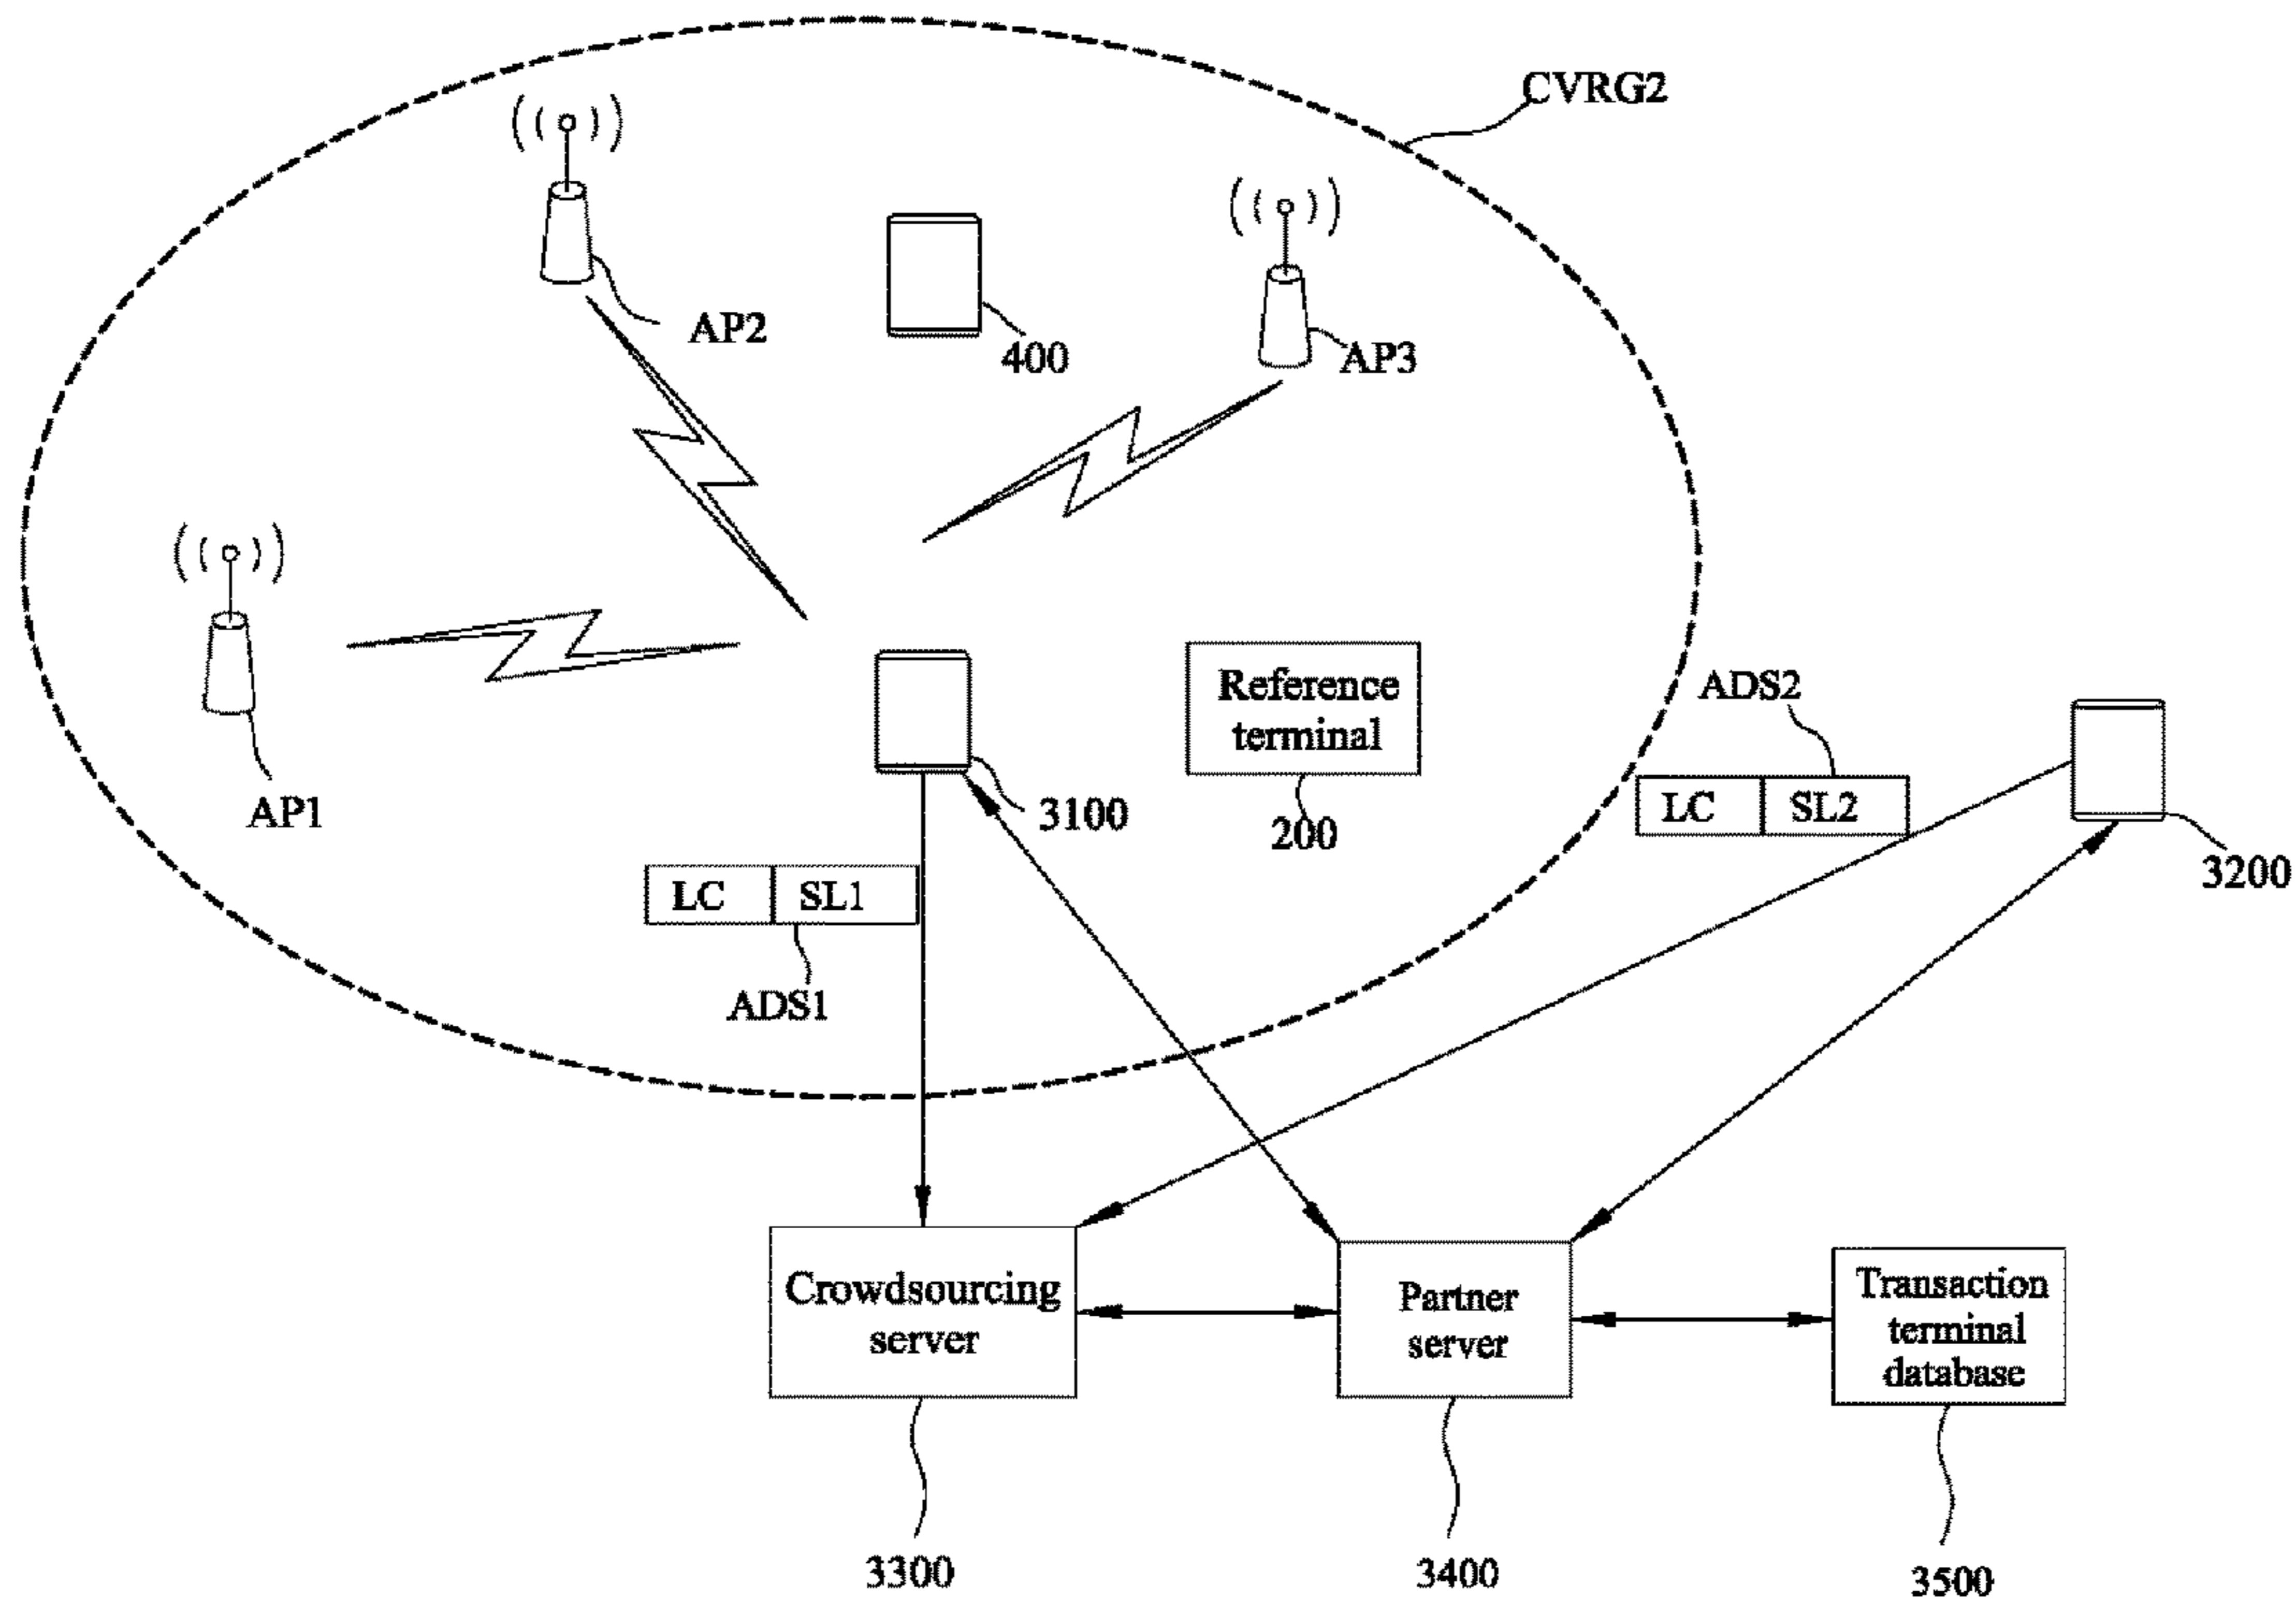 CVRG2
AP2
400
AP3
Reference
terminal
ADS2
AP1
3100
200
LC
SL2
3200
LC
SL1
ADS1
Crowdsourcing
server
Partner
server
Transaction
terminal
database
3300
3400
3500